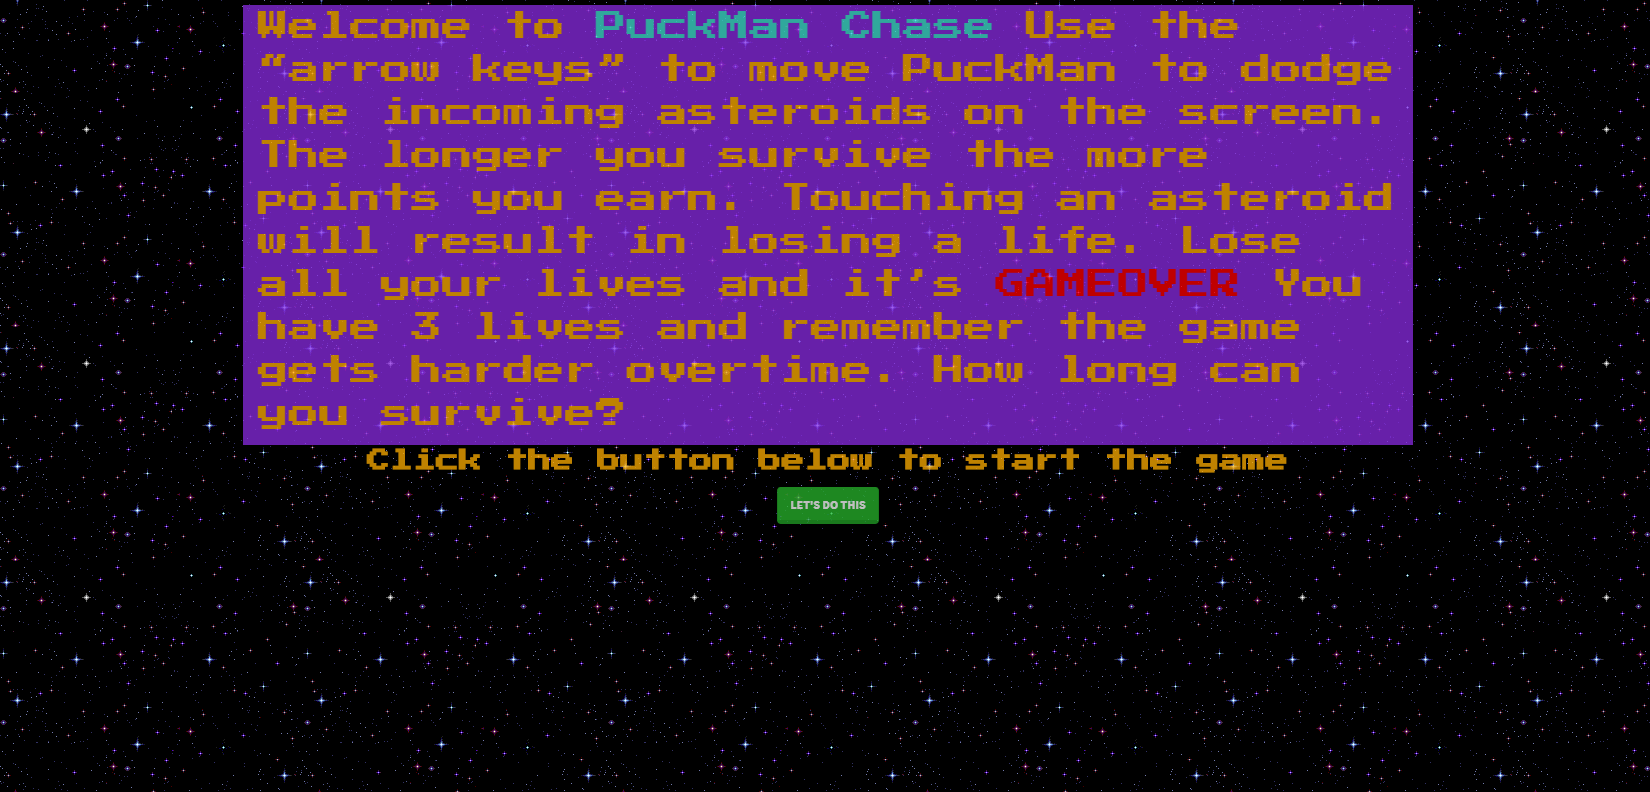 Welcome to PuckMan Chase Use the
“arrow keys” to move PuckMan to dodge
the incoming asteroids on the screen.
The longer you survive the more
points you earn. Touching an asteroid
will result in losing a life. Lose
all your lives and it’s GAMEOVER You
have 3 lives and remember the game
gets harder overtime. How long can
you survive?
Click the button below to start the game
LET'S DO THIS